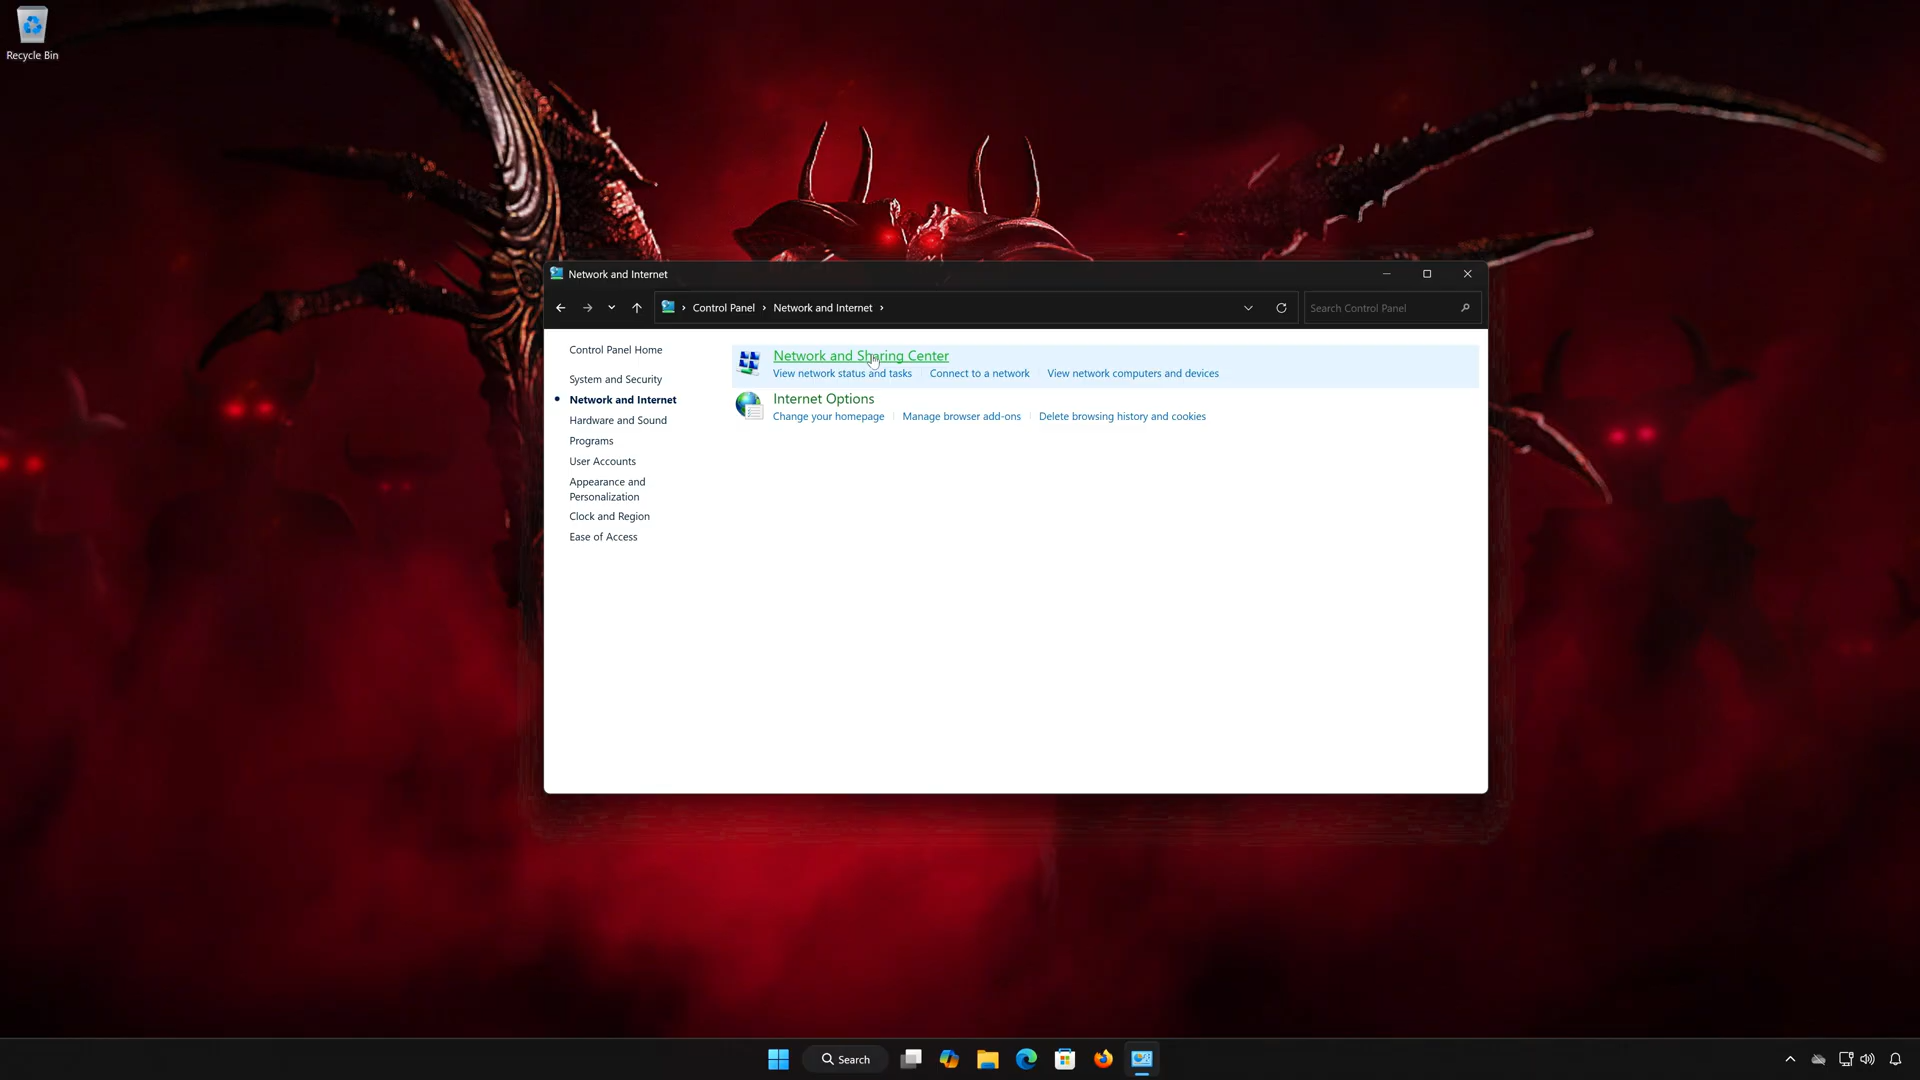 Recycle Bin
Network and Internet
Control Panel > Network and Internet >
Search Control Panel
Control Panel Home
System and Security
Network and Internet
Hardware and Sound
Programs
User Accounts
Appearance and
Personalization
Clock and Region
Ease of Access
Network and Sharing Center
View network status and tasks
Connect to a network
View network computers and devices
Internet Options
Change your homepage
Manage browser add-ons
Delete browsing history and cookies
Search